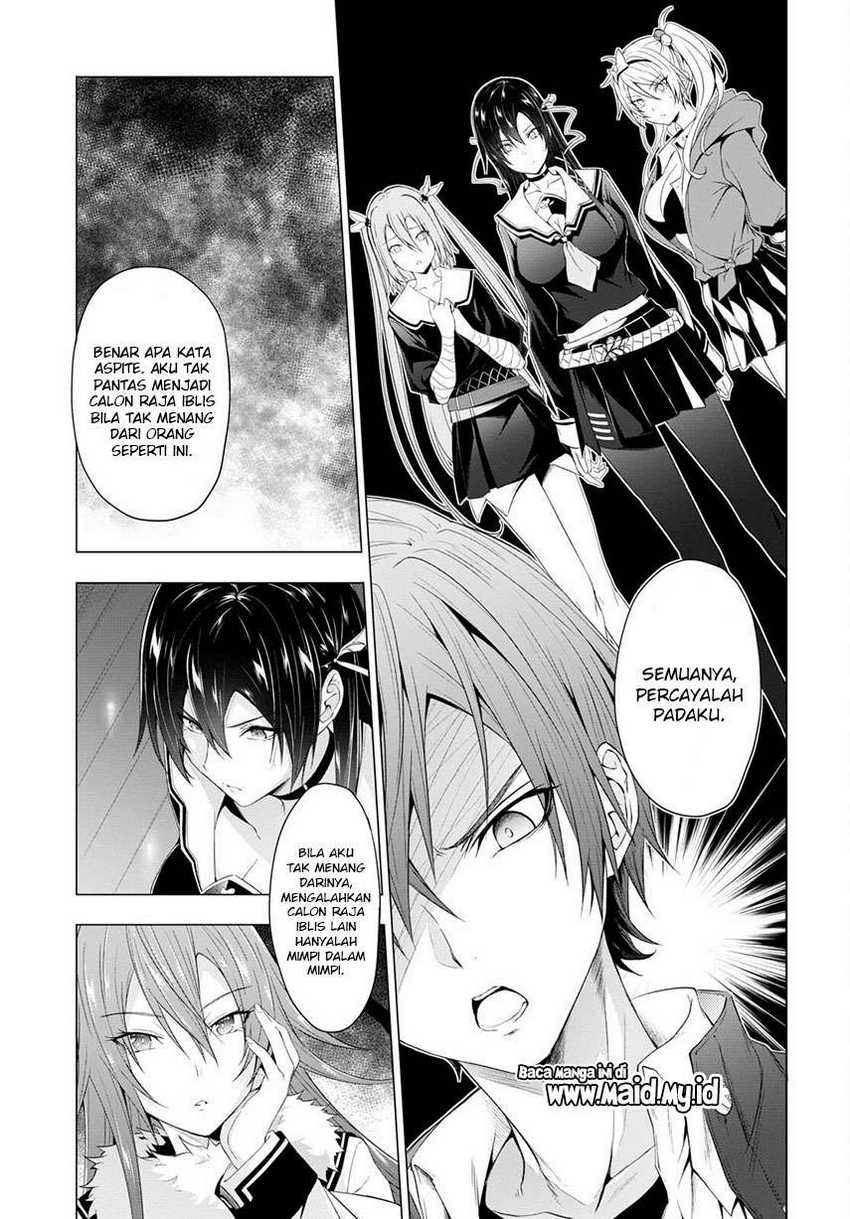 SEMUANYA,
PERCAYALAH
PADAKU.
BENAR APA KATA
ASPITE. AKU TAK
PANTAS MENJADI
CALON RAJA IBLIS
BILA TAK MENANG
DARI ORANG
SEPERTI INI.
BILA AKU
TAK MENANG
DARINYA,
MENGALAHKAN
CALON RAJA
IBLIS LAIN
HANYALAH
MIMPI DALAM
MIMPI.
Baca Manga ini di
www.Maid.My.id